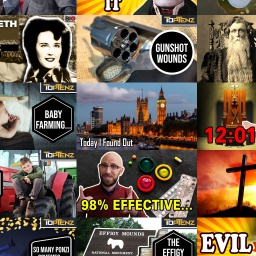 IT
TOPTENZ
ETH
GUNSHOT
WOUNDS
TOPTENZ
BABY
FARMING...
Today I Found Out
12:01
98% EFFECTIVE...
TOPTENZ
SO MANY PONZI
EFFIGY MOUNDS
NATIONAL MONUMENT
THE
EFFIGY
EVIL